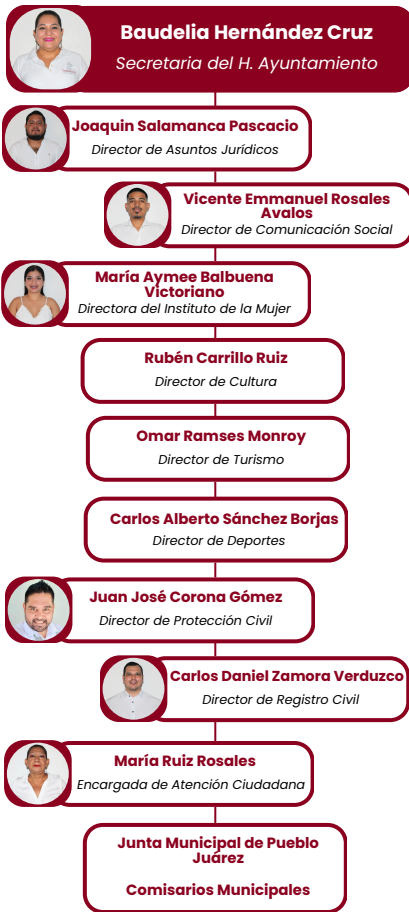 Baudelia Hernández Cruz
Secretaria del H. Ayuntamiento
Joaquin Salamanca Pascacio
Director de Asuntos Jurídicos
Vicente Emmanuel Rosales
Avalos
Director de Comunicación Social
María Aymee Balbuena
Victoriano
Directora del Instituto de la Mujer
Rubén Carrillo Ruiz
Director de Cultura
Omar Ramses Monroy
Director de Turismo
Carlos Alberto Sánchez Borjas
Director de Deportes
Juan José Corona Gómez
Director de Protección Civil
Carlos Daniel Zamora Verduzco
Director de Registro Civil
María Ruiz Rosales
Encargada de Atención Ciudadana
Junta Municipal de Pueblo
Juárez
Comisarios Municipales